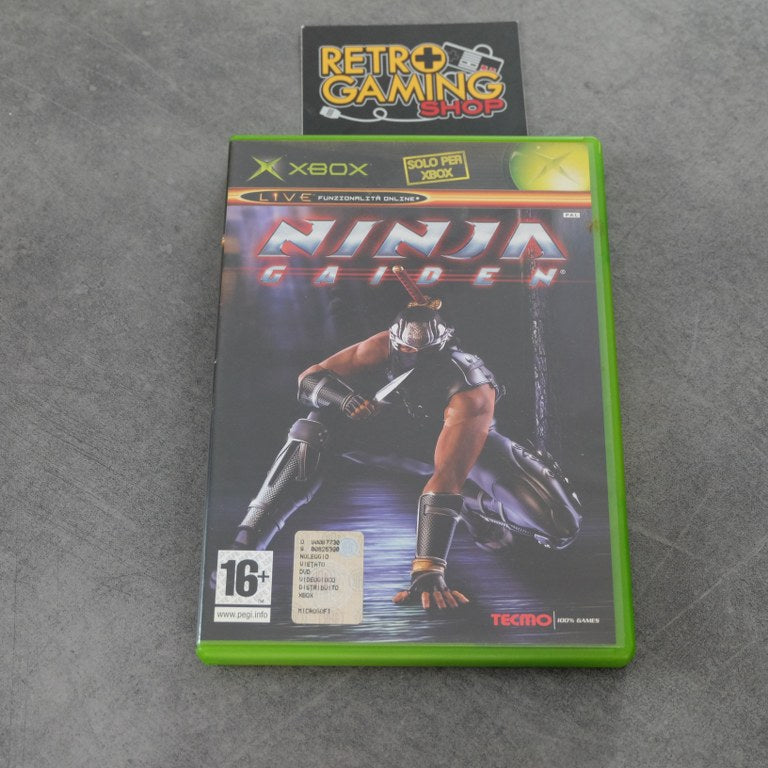 RETRO
GAMING
SHOP
XBOX
SOLO PER
XBOX
LIVE FUNZIONALITÀ ONLINE*
PAL
NINJA
GAIDEN®
16+
www.pegi.info
NOLEGGIO
VIETATO
DVD
VIDEOGIOCO
DISTRIBUITO
XBOX
MICROSOFT
TECMO 100% GAMES